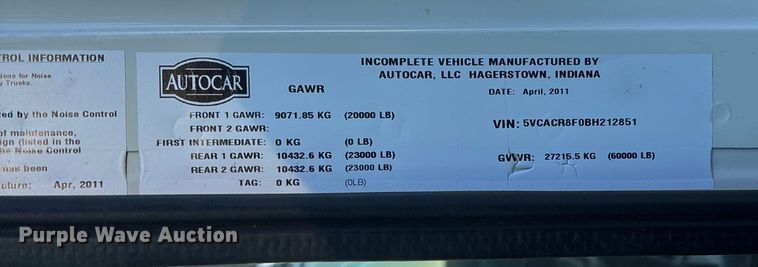 TROL INFORMATION
ations for Noise
y Trucks.
ted by the Noise Control
of maintenance,
ign (listed in the
he Noise Control
has been
cture: Apr, 2011
AUTOCAR
GAWR
FRONT 1 GAWR: 9071.85 KG (20000 LB)
FRONT 2 GAWR:
FIRST INTERMEDIATE: 0 KG (0 LB)
REAR 1 GAWR: 10432.6 KG (23000 LB)
REAR 2 GAWR: 10432.6 KG (23000 LB)
TAG: 0 KG (0LB)
INCOMPLETE VEHICLE MANUFACTURED BY
AUTOCAR, LLC HAGERSTOWN, INDIANA
DATE: April, 2011
VIN: 5VCACR8F0BH212851
GVWR: 27215.5 KG (60000 LB)
Purple Wave Auction